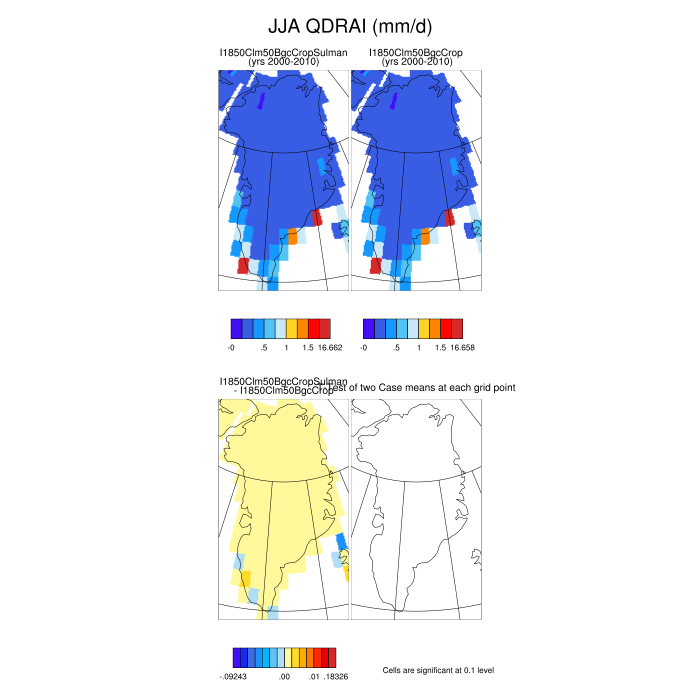 JJA QDRAI (mm/d)
I1850Clm50BgcCropSulman
(yrs 2000-2010)
I1850Clm50BgcCrop
(yrs 2000-2010)
-0 .5 1 1.5 16.662
-0 .5 1 1.5 16.658
I1850Clm50BgcCropSulman
- I1850Clm50BgcCrop
Test of two Case means at each grid point
-.09243 .00 .01 .18326
Cells are significant at 0.1 level